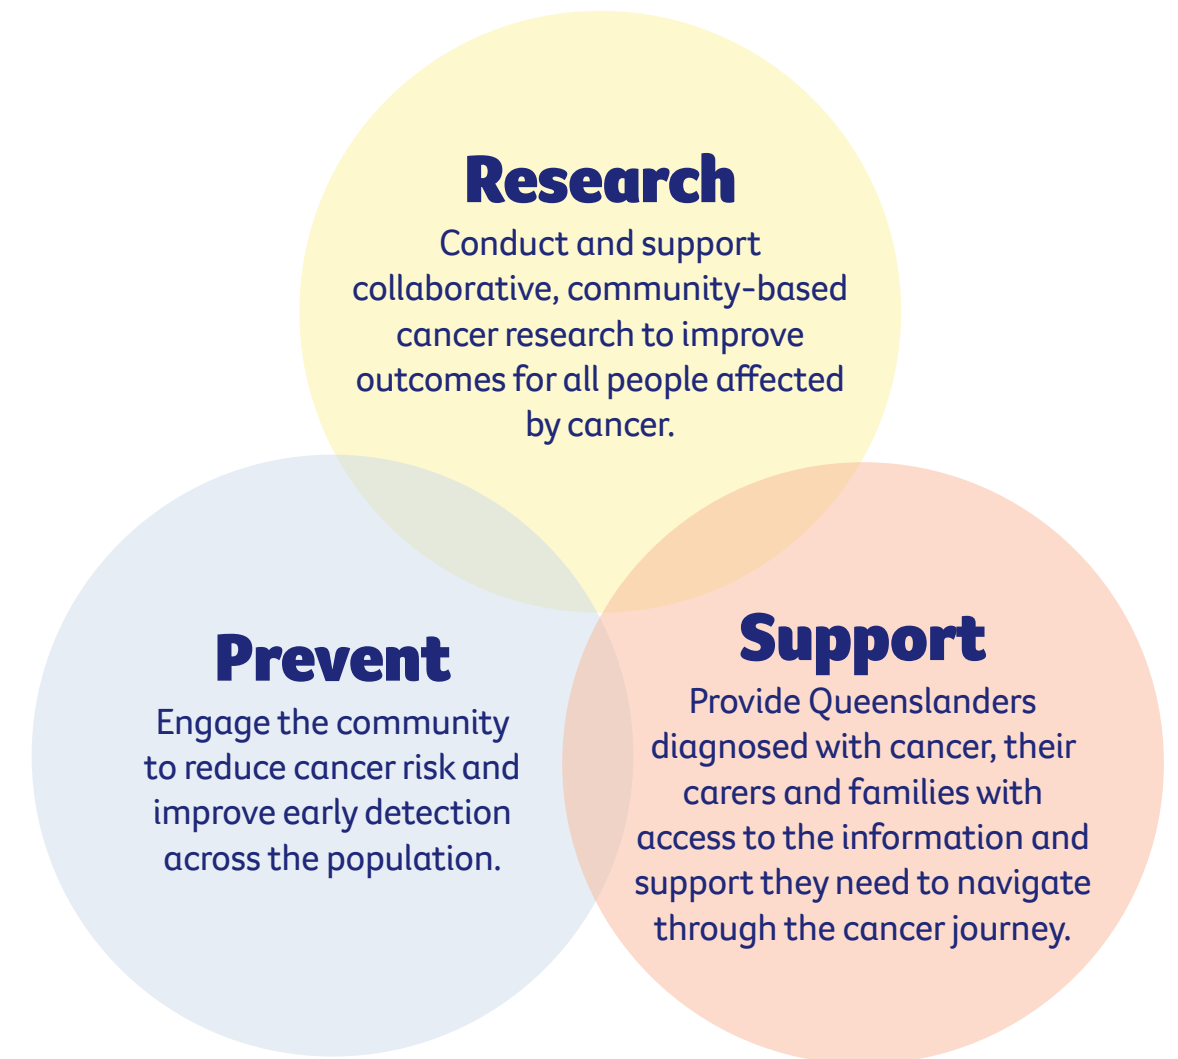 Research
Conduct and support
collaborative, community-based
cancer research to improve
outcomes for all people affected
by cancer.
Prevent
Engage the community
to reduce cancer risk and
improve early detection
across the population.
Support
Provide Queenslanders
diagnosed with cancer, their
carers and families with
access to the information and
support they need to navigate
through the cancer journey.